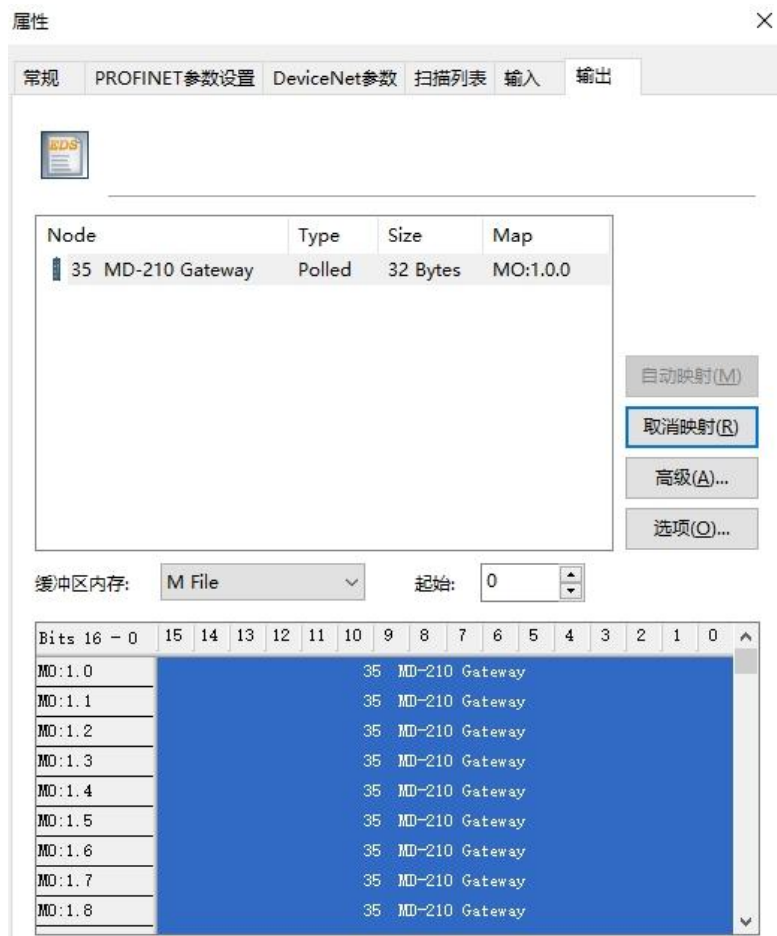 属性
常规 PROFINET参数设置 DeviceNet参数 扫描列表 输入 输出
EDS
Node Type Size Map
35 MD-210 Gateway Polled 32 Bytes MO:1.0.0
自动映射(M)
取消映射(R)
高级(A)...
选项(O)...
缓冲区内存: M File 起始: 0
Bits 16 - 0 15 14 13 12 11 10 9 8 7 6 5 4 3 2 1 0
MO:1.0 35 MD-210 Gateway
MO:1.1 35 MD-210 Gateway
MO:1.2 35 MD-210 Gateway
MO:1.3 35 MD-210 Gateway
MO:1.4 35 MD-210 Gateway
MO:1.5 35 MD-210 Gateway
MO:1.6 35 MD-210 Gateway
MO:1.7 35 MD-210 Gateway
MO:1.8 35 MD-210 Gateway